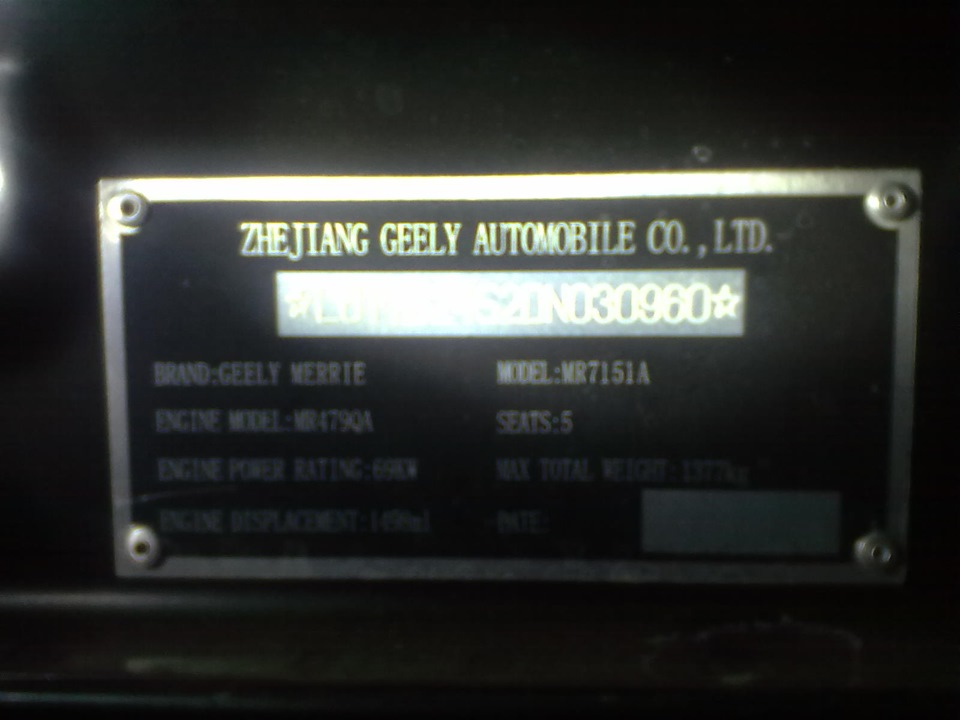 ZHEJIANG GEELY AUTOMOBILE CO.,LTD.
BRAND:GEELY MERRIE
MODEL:MR7151A
ENGINE MODEL:MR479QA
SEATS:5
ENGINE POWER RATING:69KW
MAX TOTAL WEIGHT:1377kg
ENGINE DISPLACEMENT:1498ml
DATE: